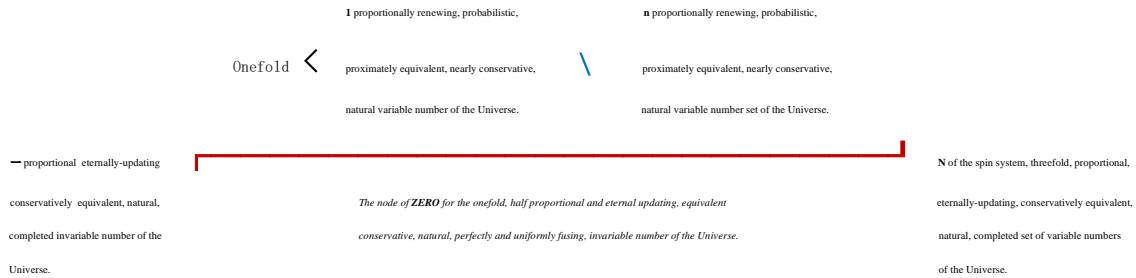 1 proportionally renewing, probabilistic,
proximately equivalent, nearly conservative,
natural variable number of the Universe.
Onefold <
\
n proportionally renewing, probabilistic,
proximately equivalent, nearly conservative,
natural variable number set of the Universe.
一 proportional eternally-updating
conservatively equivalent, natural,
completed invariable number of the
Universe.
The node of ZERO for the onefold, half proportional and eternal updating, equivalent
conservative, natural, perfectly and uniformly fusing, invariable number of the Universe.
N of the spin system, threefold, proportional,
eternally-updating, conservatively equivalent,
natural, completed set of variable numbers
of the Universe.